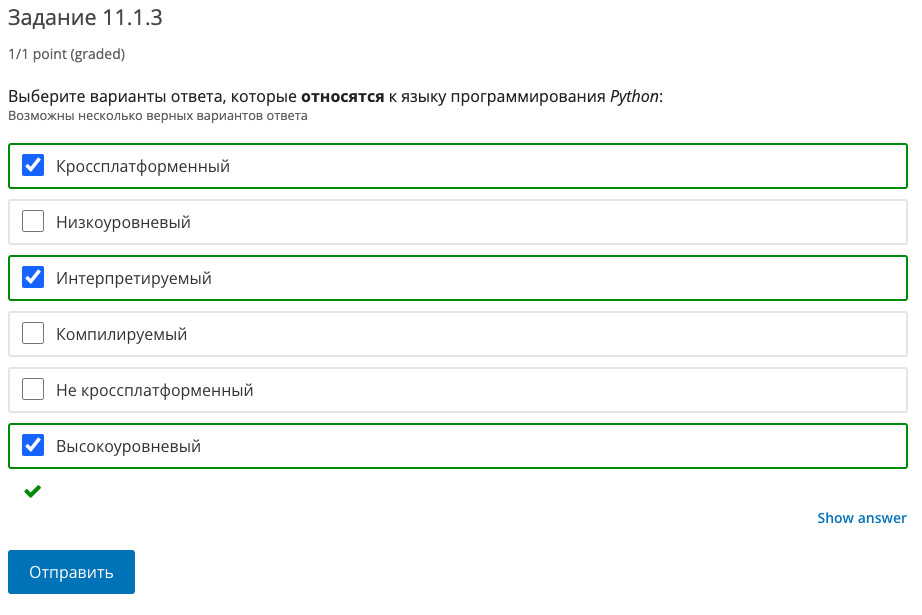 Задание 11.1.3
1/1 point (graded)
Выберите варианты ответа, которые относятся к языку программирования Python:
Возможны несколько верных вариантов ответа
Кроссплатформенный
Низкоуровневый
Интерпретируемый
Компилируемый
Не кроссплатформенный
Высокоуровневый
Show answer
Отправить